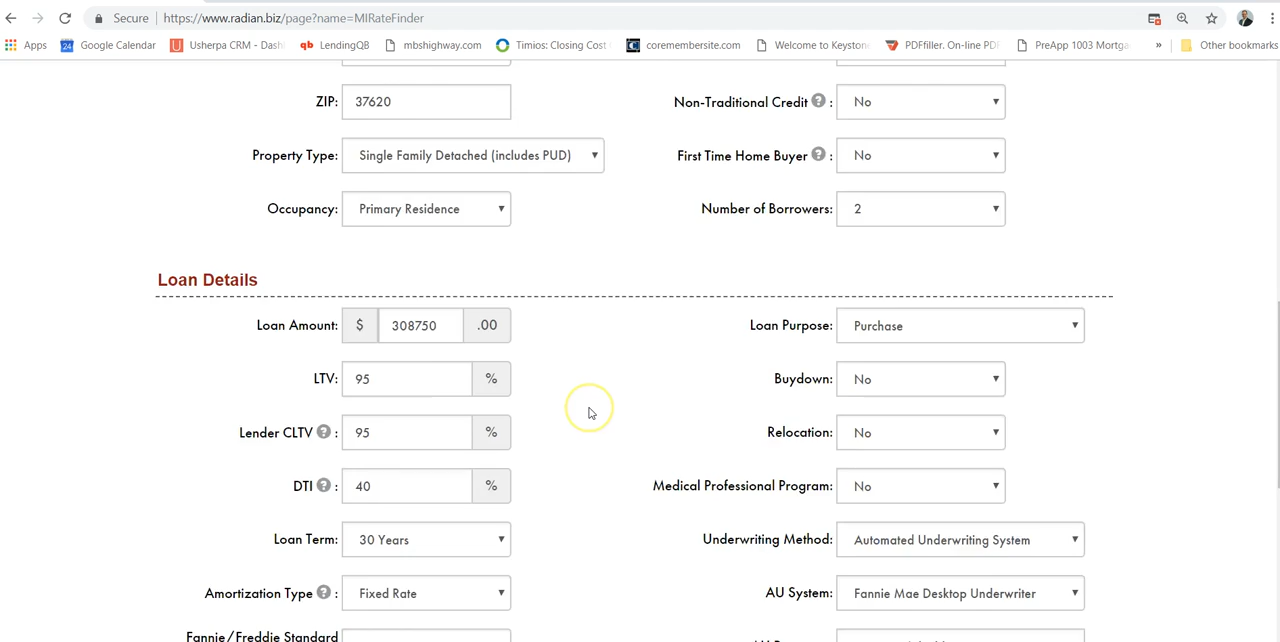 Secure | https://www.radian.biz/page?name=MIRateFinder
Apps 24 Google Calendar Usherpa CRM - Dash qb LendingQB mbshighway.com Timios: Closing Cost coremembersite.com Welcome to Keystone PDFfiller. On-line PDF PreApp 1003 Mortga » Other bookmarks
ZIP: 37620 Non-Traditional Credit ? : No
Property Type: Single Family Detached (includes PUD) First Time Home Buyer ? : No
Occupancy: Primary Residence Number of Borrowers: 2
Loan Details
Loan Amount: $ 308750 .00 Loan Purpose: Purchase
LTV: 95 % Buydown: No
Lender CLTV ? : 95 % Relocation: No
DTI ? : 40 % Medical Professional Program: No
Loan Term: 30 Years Underwriting Method: Automated Underwriting System
Amortization Type ? : Fixed Rate AU System: Fannie Mae Desktop Underwriter
Fannie/Freddie Standard